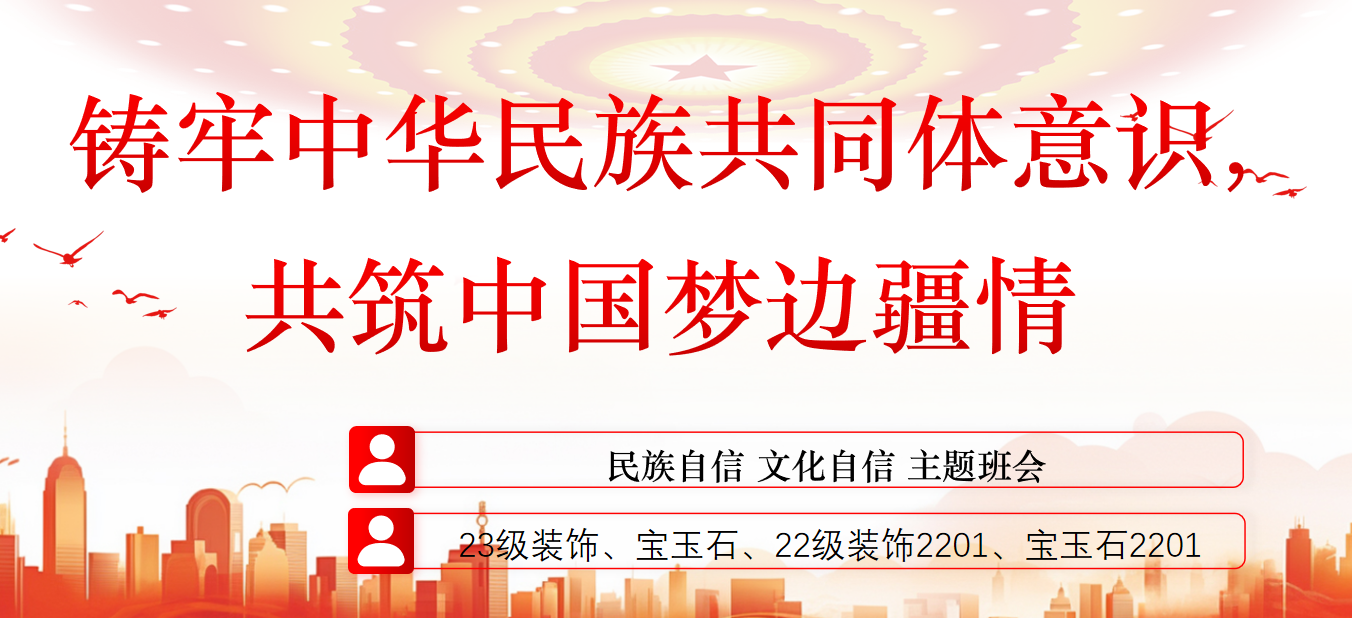 铸牢中华民族共同体意识，
共筑中国梦边疆情
民族自信 文化自信 主题班会
23级装饰、宝玉石、22级装饰2201、宝玉石2201